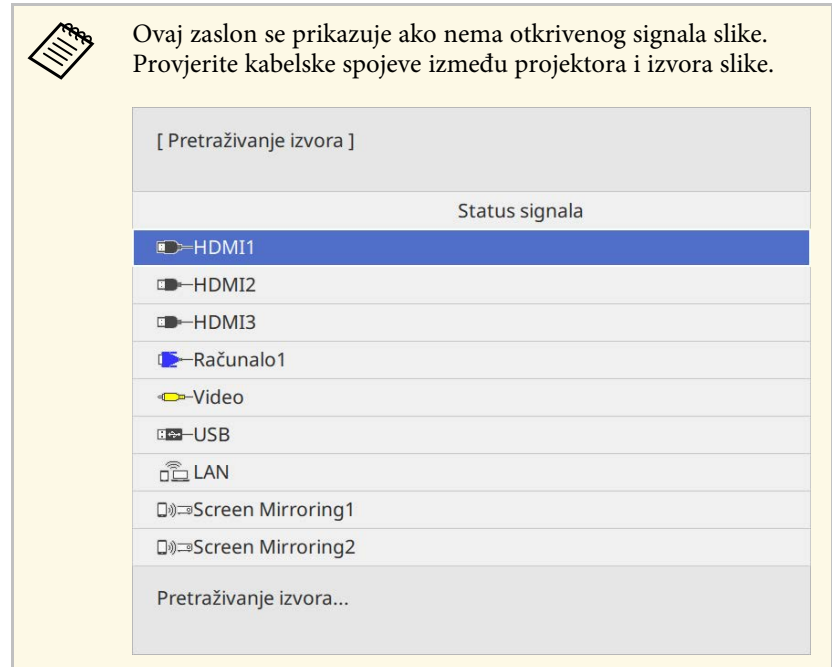 Ovaj zaslon se prikazuje ako nema otkrivenog signala slike.
Provjerite kabelske spojeve između projektora i izvora slike.
[ Pretraživanje izvora ]
Status signala
HDMI1
HDMI2
HDMI3
Računalo1
Video
USB
LAN
Screen Mirroring1
Screen Mirroring2
Pretraživanje izvora...